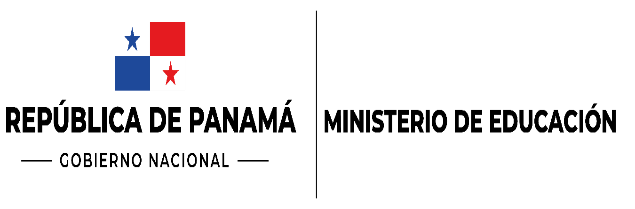 REPÚBLICA DE PANAMÁ
GOBIERNO NACIONAL
MINISTERIO DE EDUCACIÓN